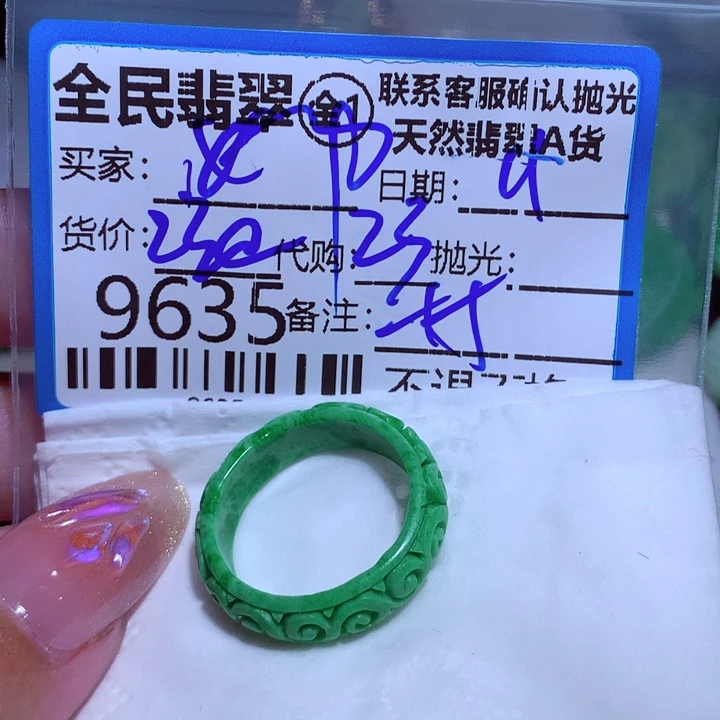 全民翡翠 全1 联系客服确认抛光
天然翡翠A货
买家: 日期:
货价: 代购: 25 抛光:
9635 备注: